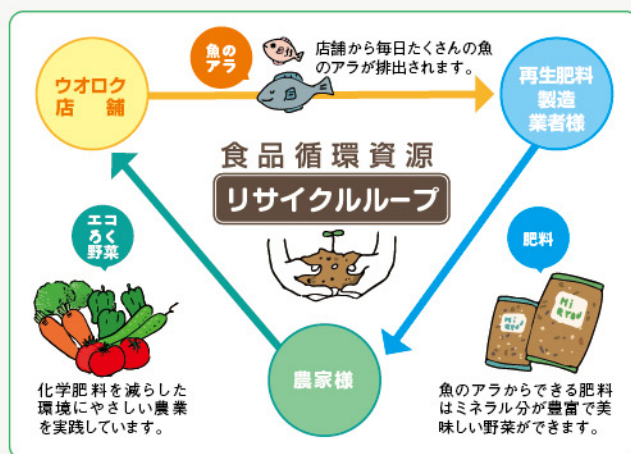 ウオロク
店舗
魚の
アラ
店舗から毎日たくさんの魚
のアラが排出されます。
再生肥料
製造
業者様
食品循環資源
リサイクルループ
エコ
ろく
野菜
肥料
化学肥料を減らした
環境にやさしい農業
を実践しています。
農家様
魚のアラからできる肥料
はミネラル分が豊富で美
味しい野菜ができます。